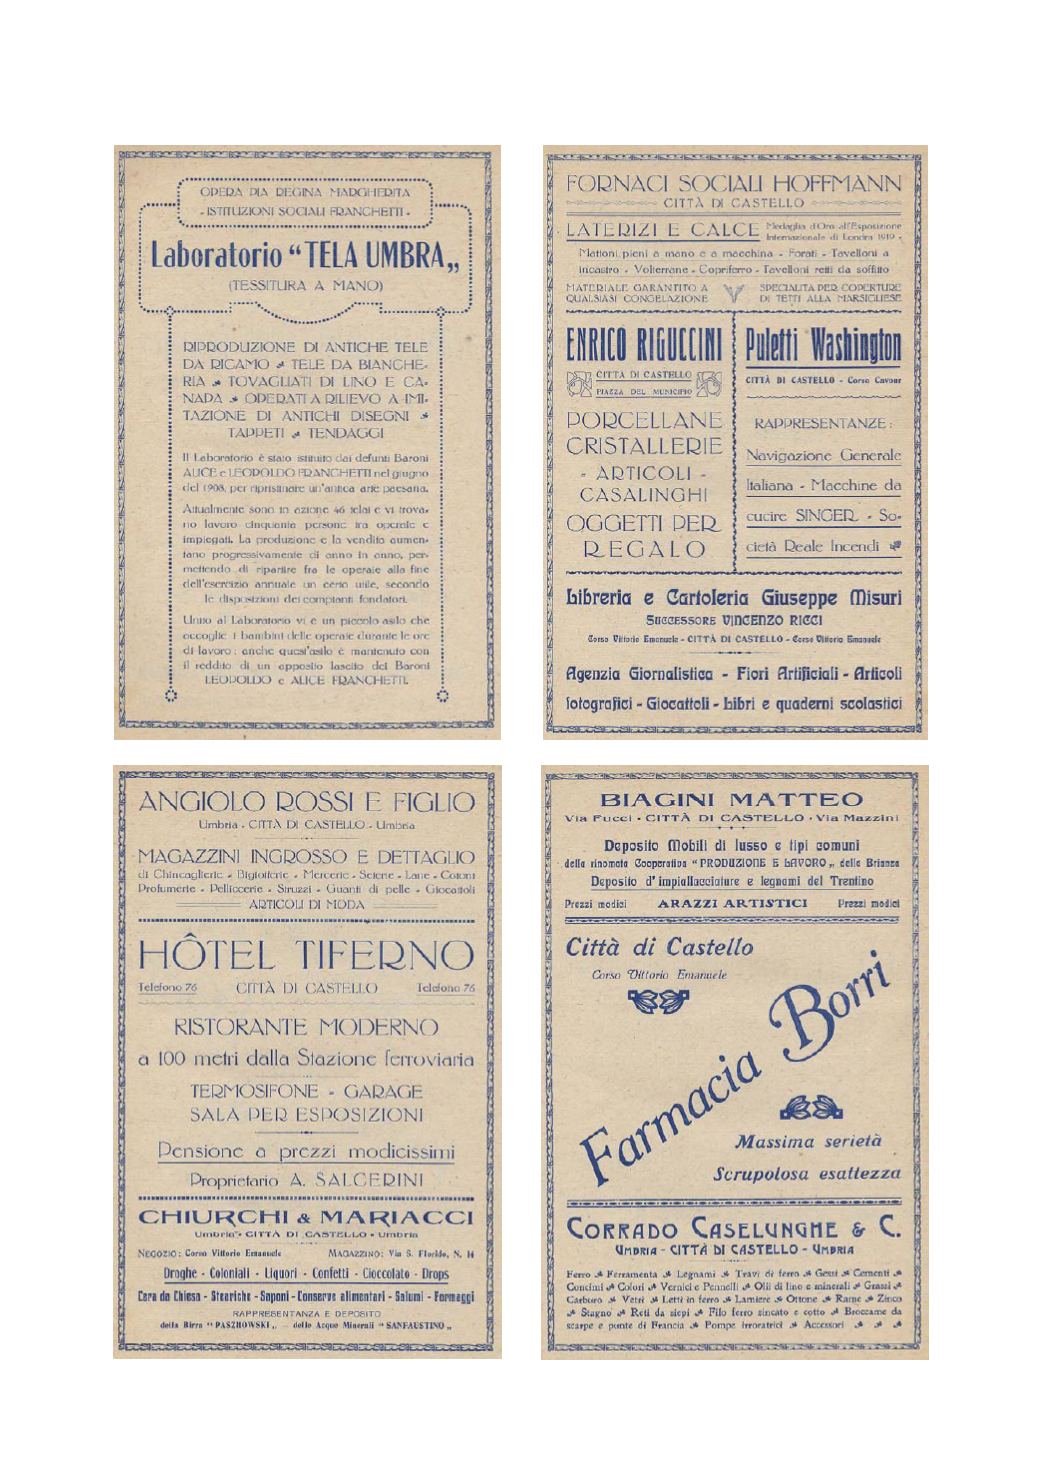 OPERA PIA REGINA MARGHERITA
- ISTITUZIONI SOCIALI FRANCHETTI -
Laboratorio “TELA UMBRA„
(TESSITURA A MANO)
RIPRODUZIONE DI ANTICHE TELE
DA RICAMO TELE DA BIANCHE-
RIA TOVAGLIATI DI LINO E CA-
NAPA OPERATI A RILIEVO A IMI-
TAZIONE DI ANTICHI DISEGNI
TAPPETI TENDAGGI
Il Laboratorio è stato istituito dai defunti Baroni
ALICE e LEOPOLDO FRANCHETTI nel giugno
del 1908, per ripristinare un'antica arte paesana.
Attualmente sono in azione 46 telai e vi trova-
no lavoro cinquanta persone tra operaie e
impiegati. La produzione e la vendita aumen-
tano progressivamente di anno in anno, per-
mettendo di ripartire fra le operaie alla fine
dell'esercizio annuale un certo utile, secondo
le disposizioni dei compianti fondatori.
Unito al Laboratorio vi è un piccolo asilo che
accoglie i bambini delle operaie durante le ore
di lavoro; anche quest'asilo è mantenuto con
il reddito di un apposito lascito dei Baroni
LEOPOLDO e ALICE FRANCHETTI.
FORNACI SOCIALI HOFFMANN
CITTÀ DI CASTELLO
LATERIZI E CALCE Medaglia d'Oro all'Esposizione
Internazionale di Londra 1919 -
Mattoni pieni a mano e a macchina - Forati - Tavelloni a
incastro - Volterrane - Copriferro - Tavelloni retti da soffitto
MATERIALE GARANTITO A
QUALSIASI CONGELAZIONE
SPECIALITÀ PER COPERTURE
DI TETTI ALLA MARSIGLIESE
ENRICO RIGUCCINI
CITTÀ DI CASTELLO
PIAZZA DEL MUNICIPIO
PORCELLANE
CRISTALLERIE
- ARTICOLI -
CASALINGHI
OGGETTI PER
REGALO
Puletti Washington
CITTÀ DI CASTELLO - Corso Cavour
RAPPRESENTANZE:
Navigazione Generale
Italiana - Macchine da
cucire SINGER - So-
cietà Reale Incendi
Libreria e Cartoleria Giuseppe Misuri
SUCCESSORE VINCENZO RICCI
Corso Vittorio Emanuele - CITTÀ DI CASTELLO - Corso Vittorio Emanuele
Agenzia Giornalistica - Fiori Artificiali - Articoli
fotografici - Giocattoli - Libri e quaderni scolastici
ANGIOLO ROSSI E FIGLIO
Umbria - CITTÀ DI CASTELLO - Umbria
MAGAZZINI INGROSSO E DETTAGLIO
di Chincaglierie - Bigiotterie - Mercerie - Seterie - Lane - Cotoni
Profumerie - Pelliccerie - Struzzi - Guanti di pelle - Giocattoli
ARTICOLI DI MODA
HÔTEL TIFERNO
Telefono 76 CITTÀ DI CASTELLO Telefono 76
RISTORANTE MODERNO
a 100 metri dalla Stazione ferroviaria
TERMOSIFONE - GARAGE
SALA PER ESPOSIZIONI
Pensione a prezzi modicissimi
Proprietario A. SALCERINI
CHIURCHI & MARIACCI
Umbria - CITTÀ DI CASTELLO - Umbria
NEGOZIO: Corso Vittorio Emanuele MAGAZZINO: Via S. Florido, N. 14
Droghe - Coloniali - Liquori - Confetti - Cioccolato - Drops
Cera da Chiesa - Steariche - Saponi - Conserve alimentari - Salumi - Formaggi
RAPPRESENTANZA E DEPOSITO
della Birra “PASZKOWSKI„ — delle Acque Minerali “SANFAUSTINO„
BIAGINI MATTEO
Via Fucci - CITTÀ DI CASTELLO - Via Mazzini
Deposito Mobili di lusso e tipi comuni
della rinomata Cooperativa “PRODUZIONE E LAVORO„ della Brianza
Deposito d'impiallacciature e legnami del Trentino
Prezzi modici ARAZZI ARTISTICI Prezzi modici
Città di Castello
Corso Vittorio Emanuele
Farmacia Borri
Massima serietà
Scrupolosa esattezza
CORRADO CASELUNGHE & C.
UMBRIA - CITTÀ DI CASTELLO - UMBRIA
Ferro Ferramenta Legnami Travi di ferro Gessi Cementi
Concimi Colori Vernici e Pennelli Olii di lino e minerali Grassi
Carburo Vetri Letti in ferro Lamiere Ottone Rame Zinco
Stagno Reti da siepi Filo ferro zincato e cotto Broccame da
scarpe e punte di Francia Pompe irroratrici Accessori